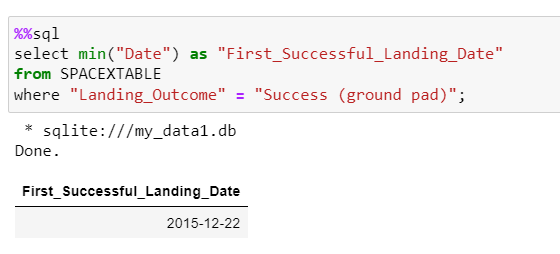 %%sql
select min("Date") as "First_Successful_Landing_Date"
from SPACEXTABLE
where "Landing_Outcome" = "Success (ground pad)";
* sqlite:///my_data1.db
Done.
First_Successful_Landing_Date
2015-12-22